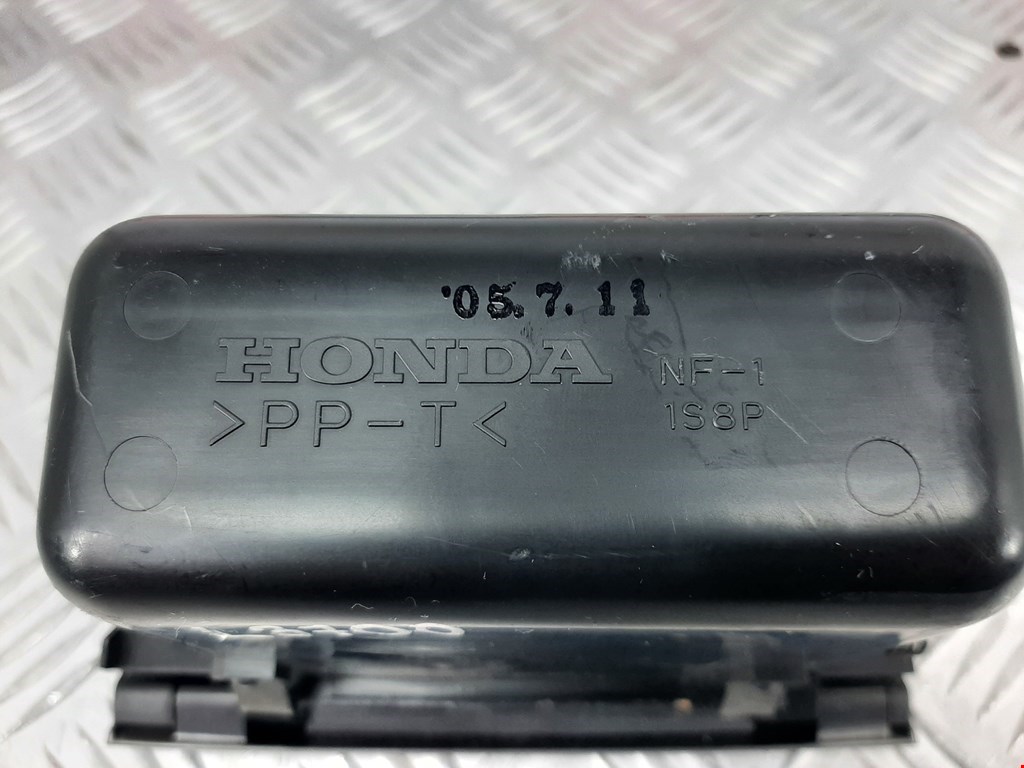 '05.7.11
HONDA NF-1
>PP-T< 1S8P